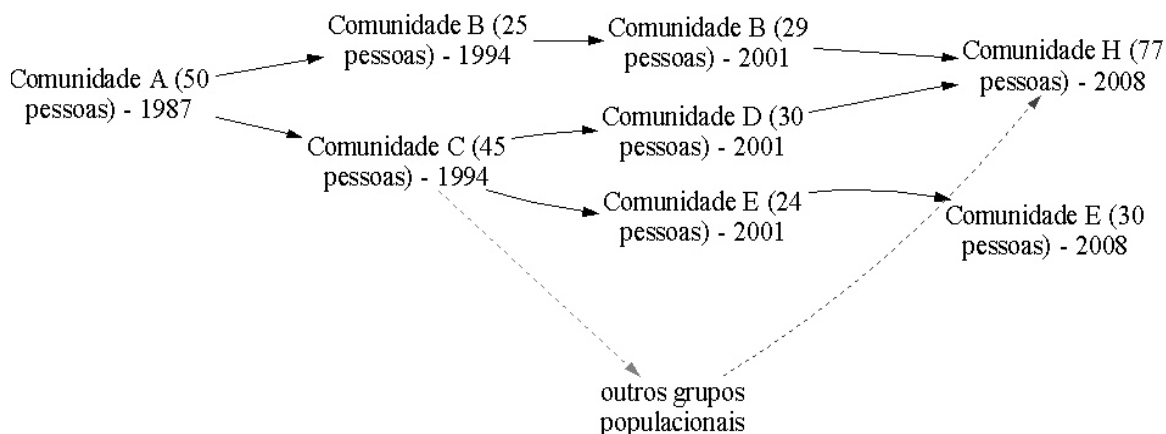 Comunidade A (50
pessoas) - 1987
Comunidade B (25
pessoas) - 1994
Comunidade C (45
pessoas) - 1994
Comunidade B (29
pessoas) - 2001
Comunidade D (30
pessoas) - 2001
Comunidade E (24
pessoas) - 2001
Comunidade H (77
pessoas) - 2008
Comunidade E (30
pessoas) - 2008
outros grupos
populacionais